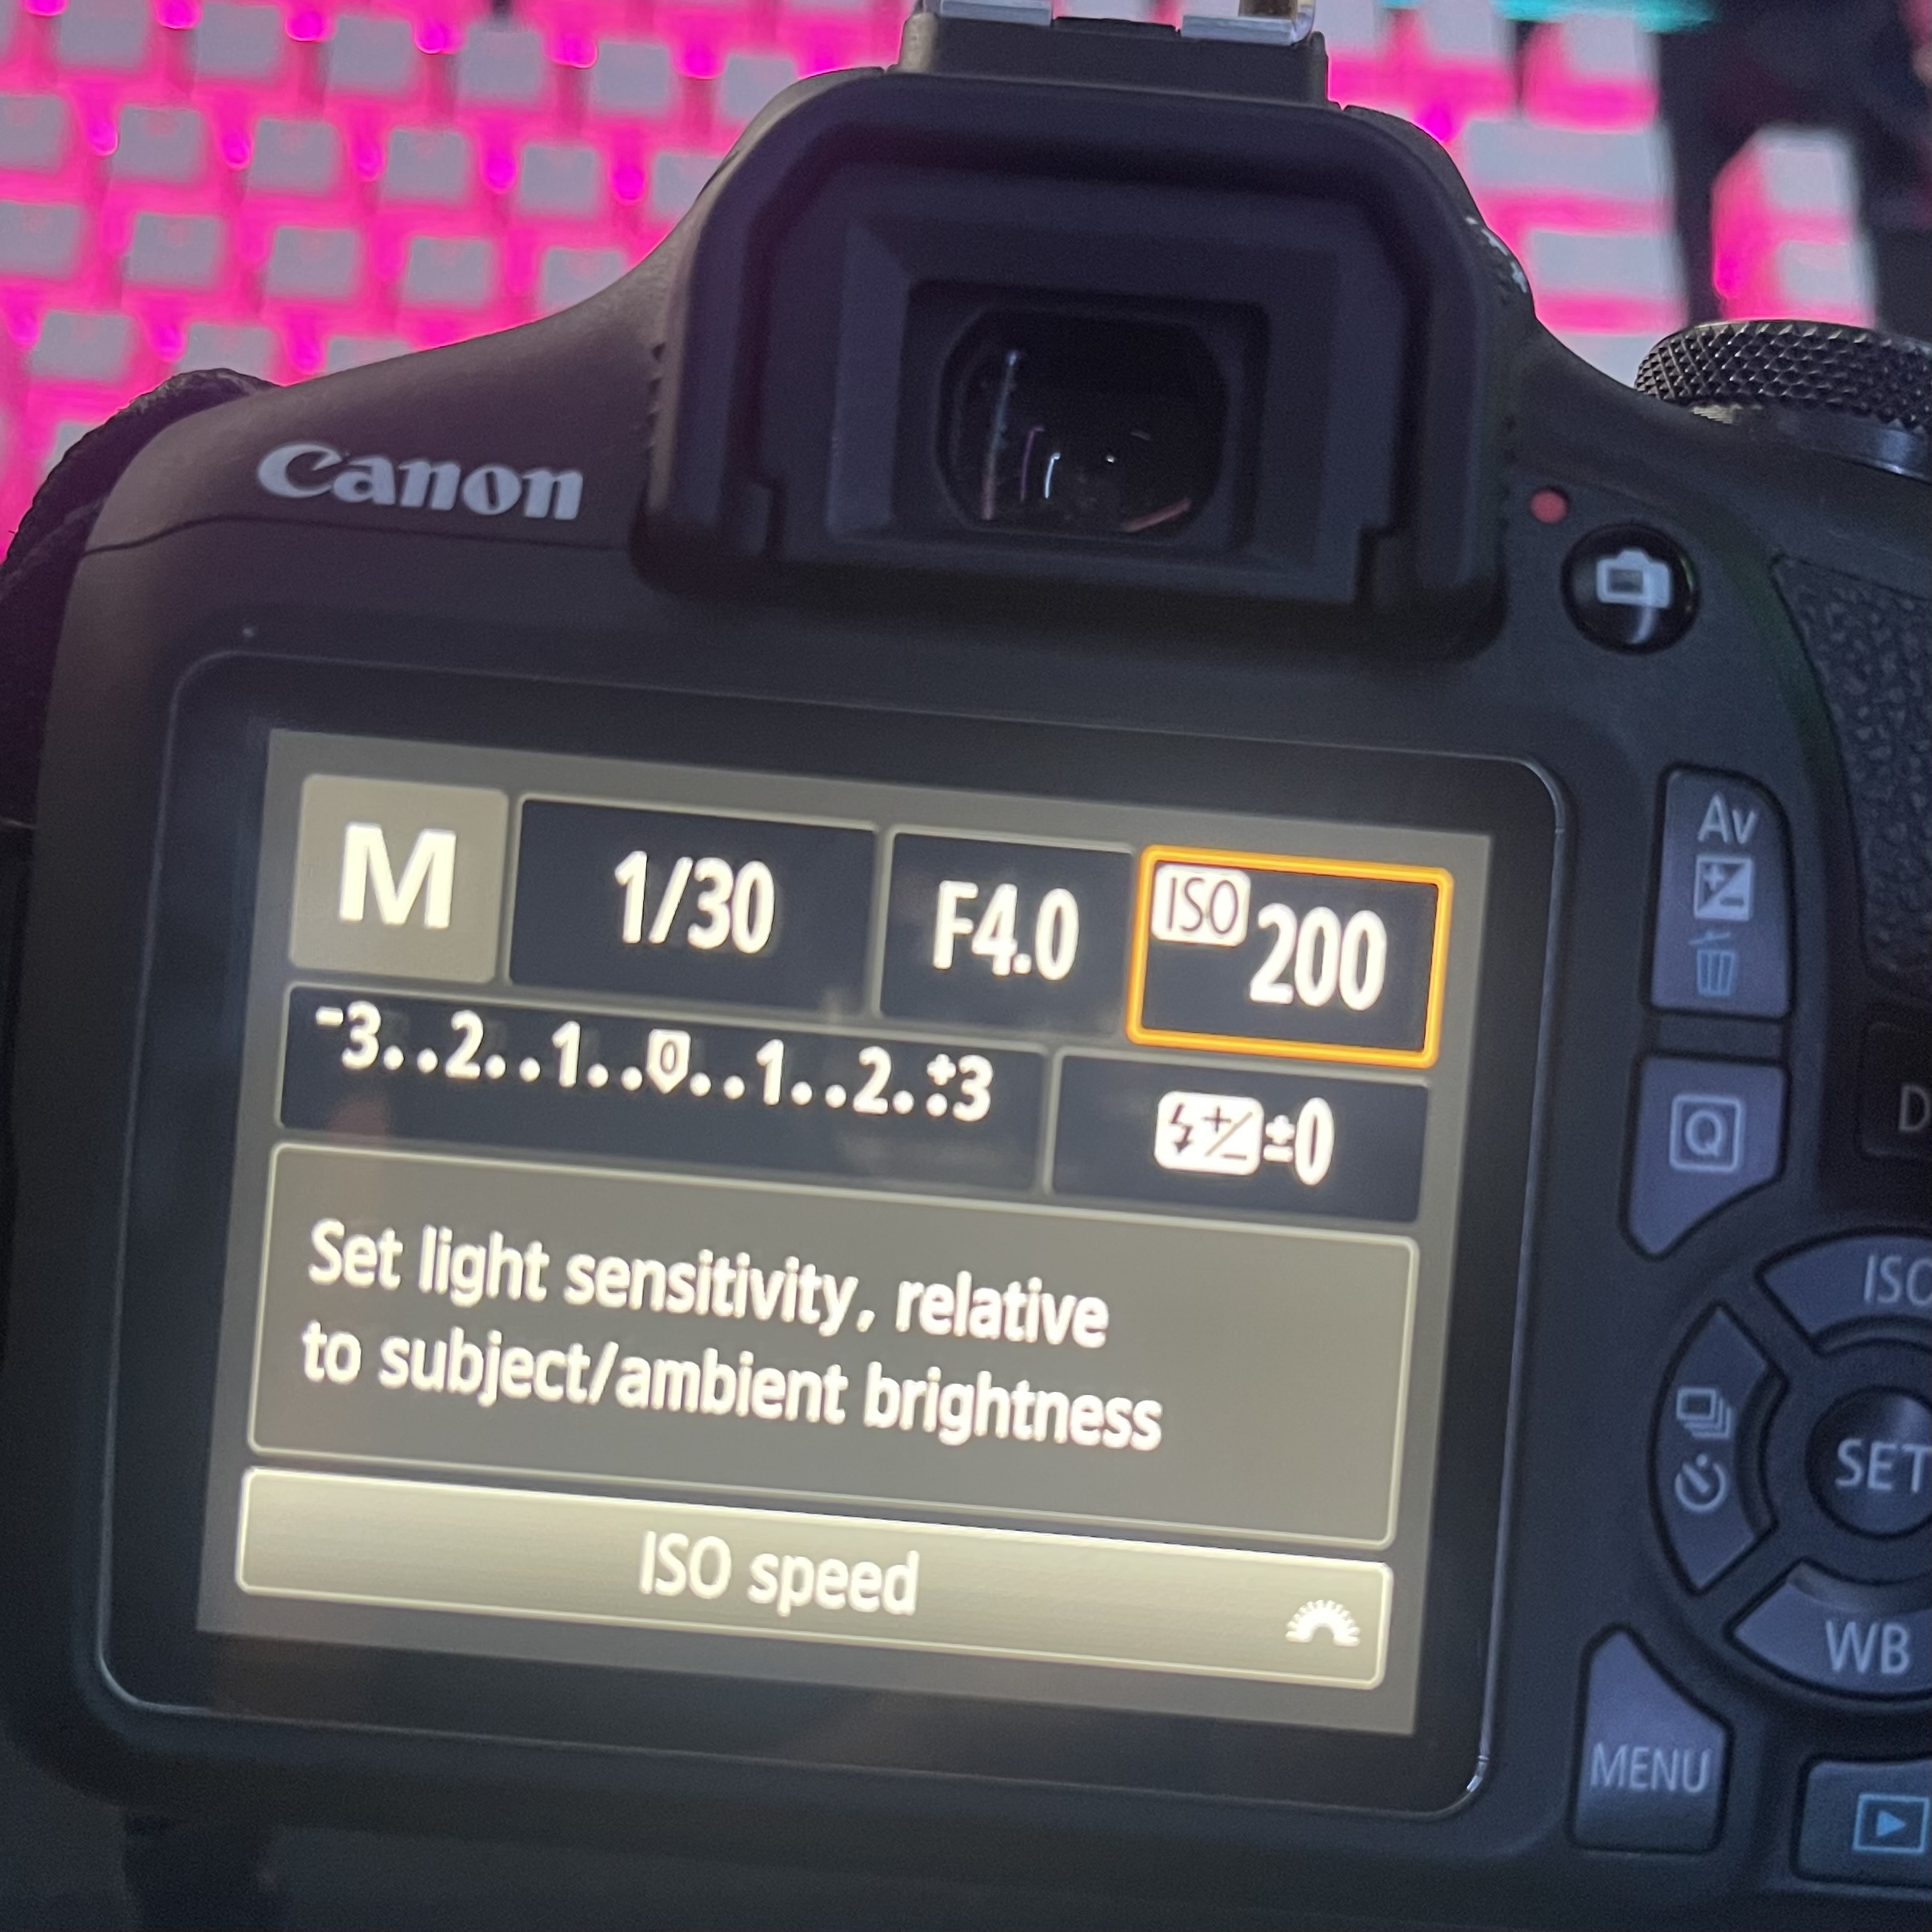 Canon
M 1/30 F4.0 ISO 200
-3..2..1..0..1..2.:+3 ±0
Set light sensitivity, relative
to subject/ambient brightness
ISO speed
Av
Q
D
ISO
SET
WB
MENU